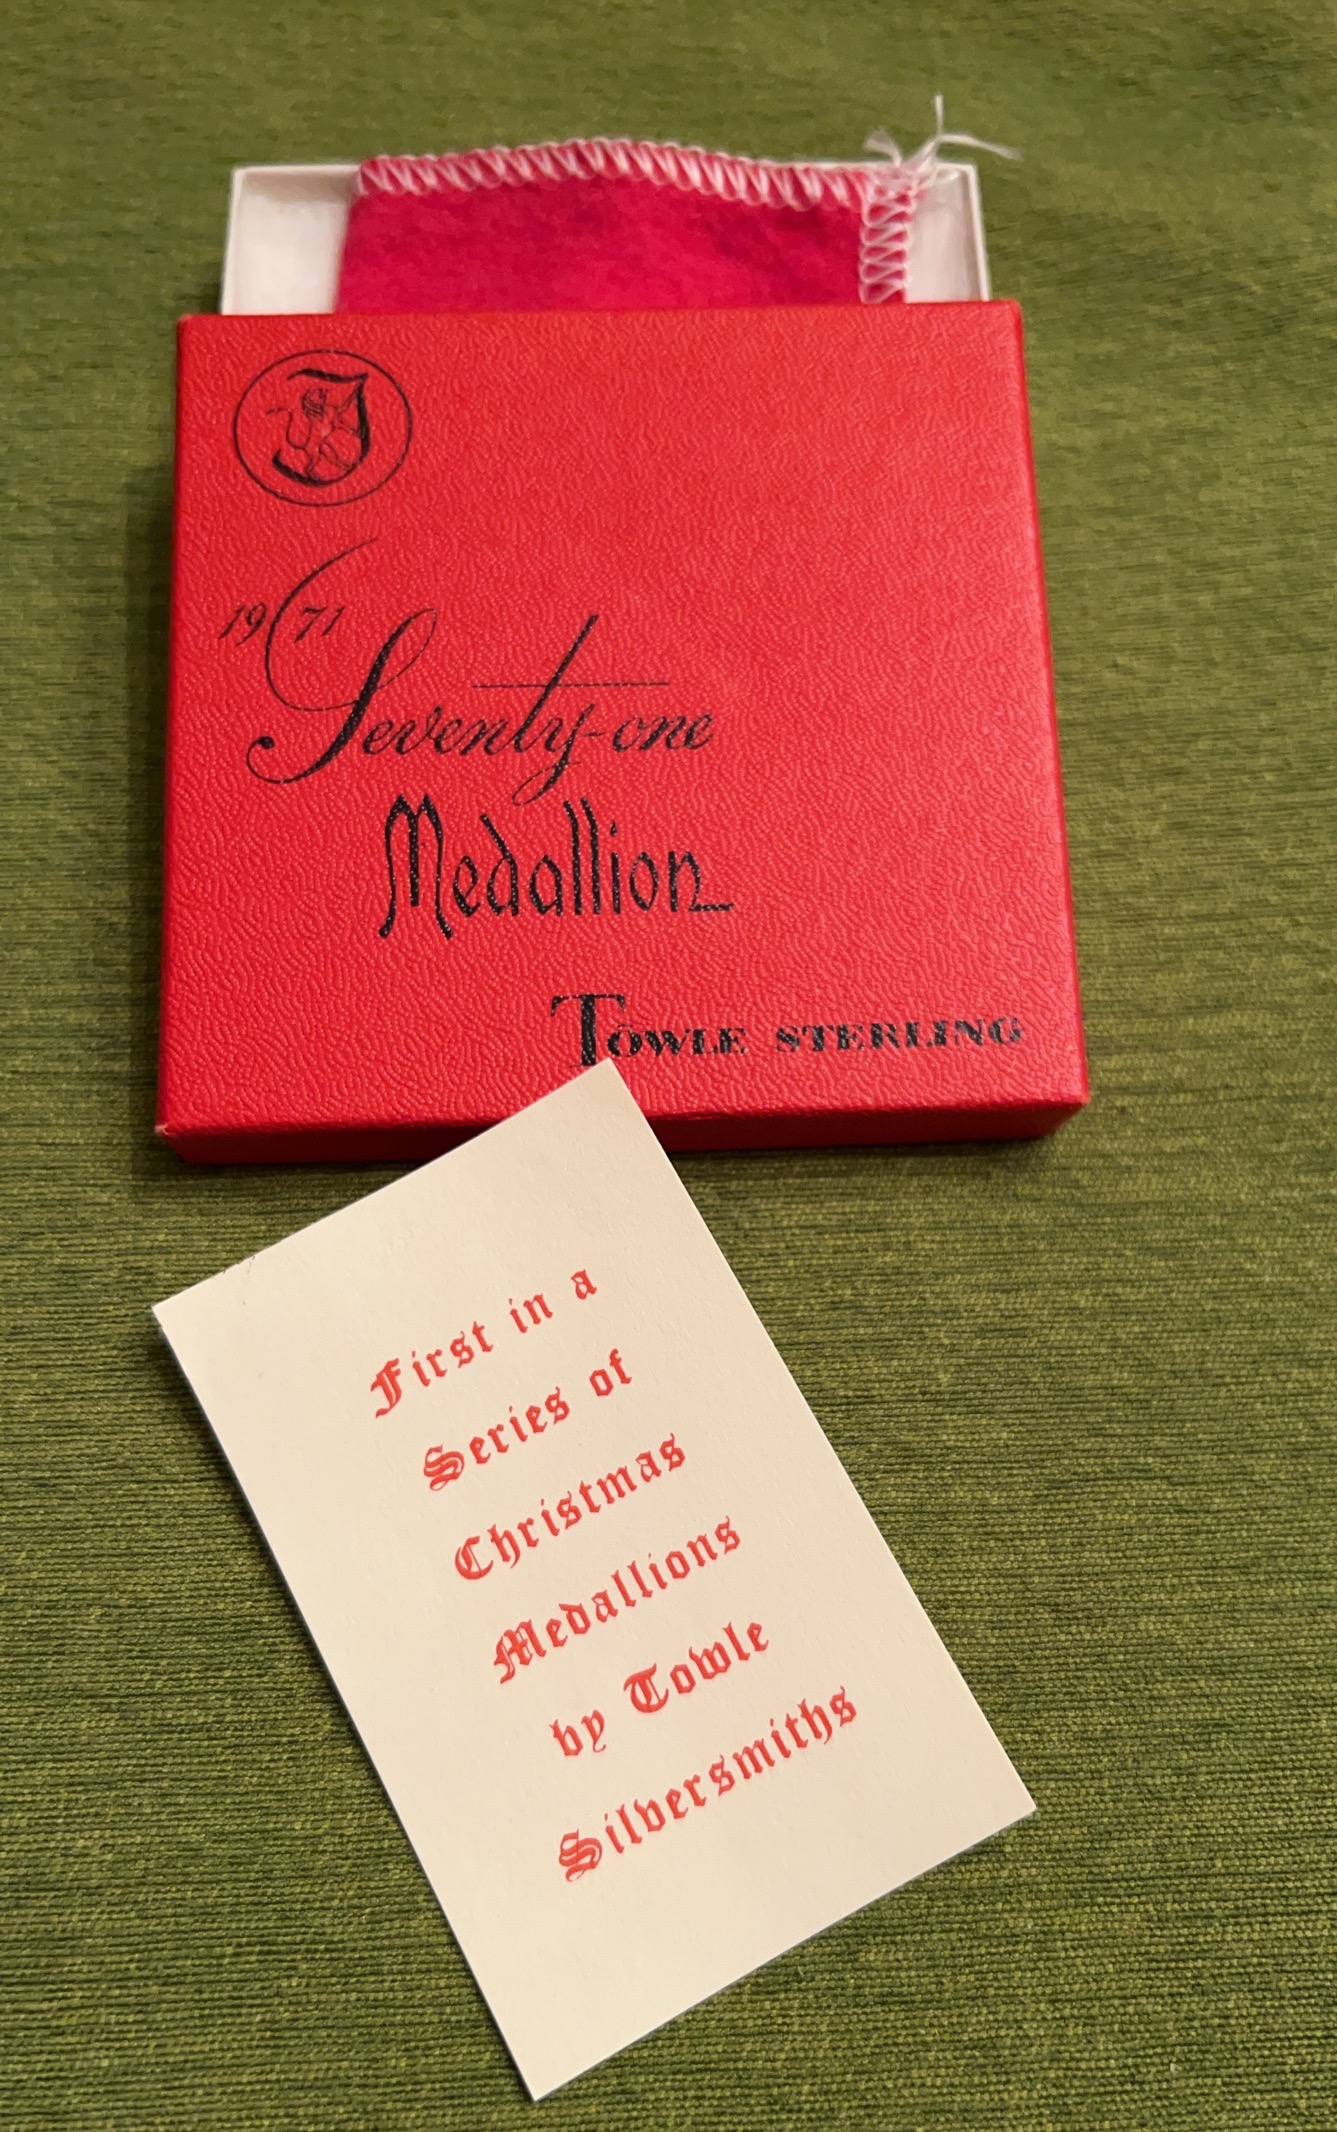 1971
Seventy-one
Medallion
TOWLE STERLING
First in a
Series of
Christmas
Medallions
by Towle
Silversmiths